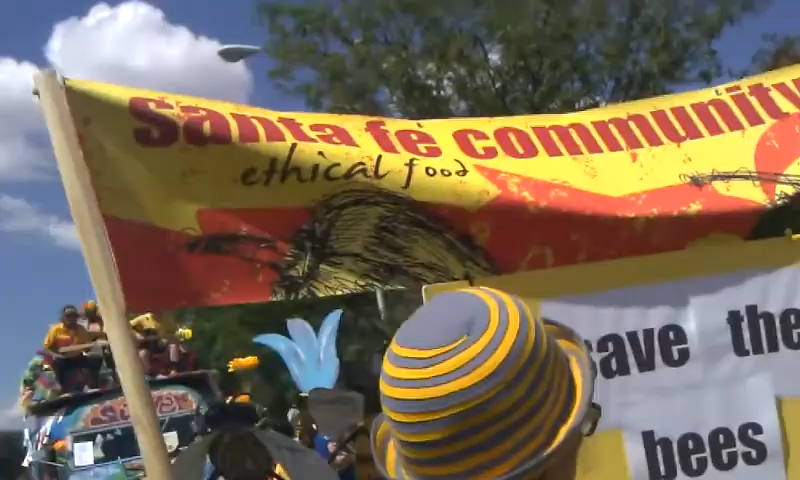 santa fe community
ethical food
save the
bees